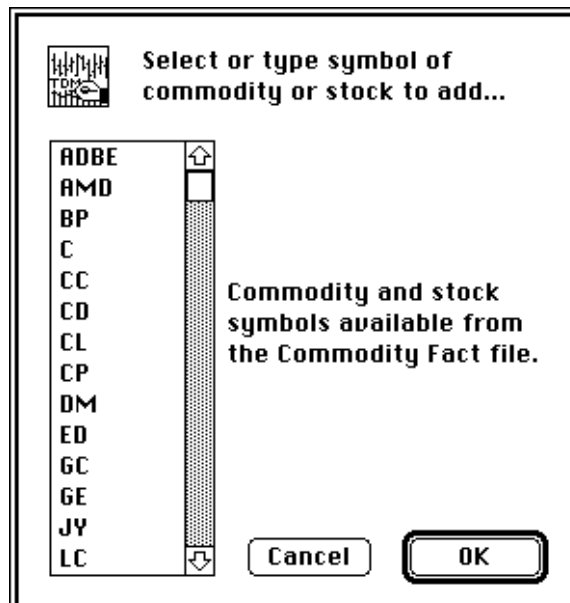 Select or type symbol of
commodity or stock to add...
TDM
ADBE
AMD
BP
C
CC
CD
CL
CP
DM
ED
GC
GE
JY
LC
Commodity and stock
symbols available from
the Commodity Fact file.
Cancel
OK